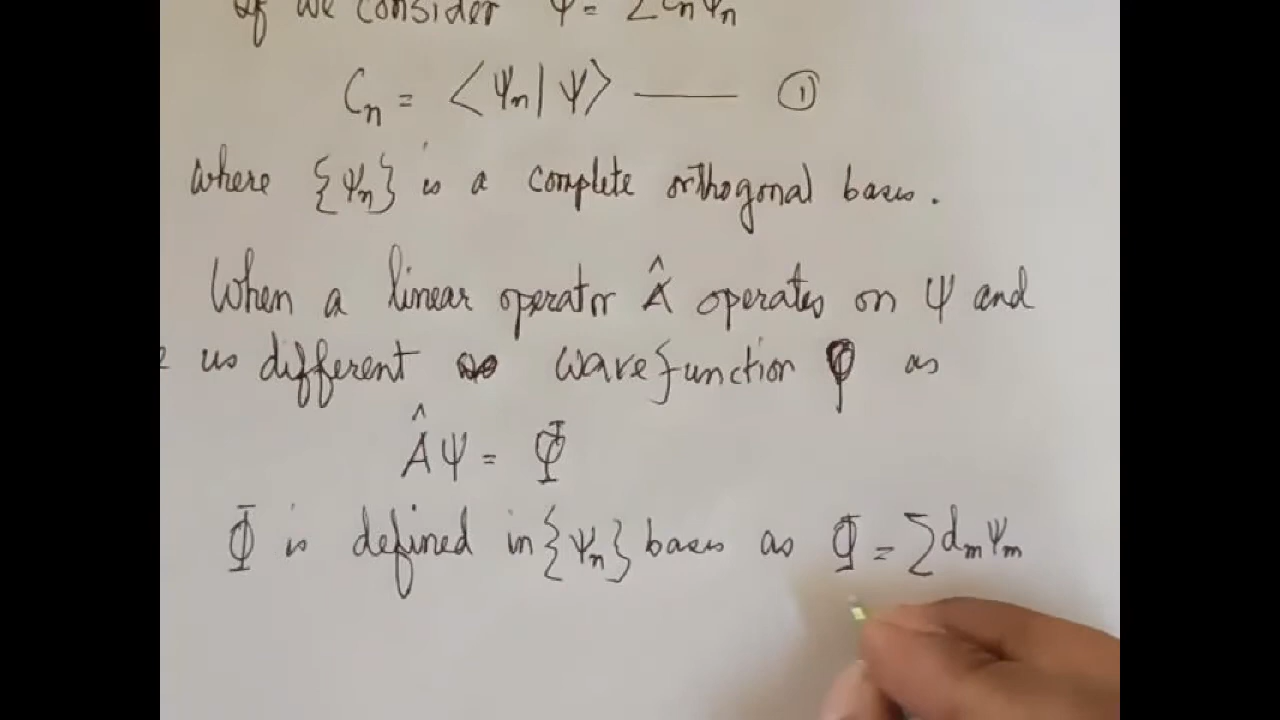 If we consider Ψ = Σ CnΨn
Cn = ⟨Ψn|Ψ⟩ —— ①
where {Ψn} is a complete orthogonal basis.
When a linear operator Â operates on Ψ and
us different wavefunction Φ as
ÂΨ = Φ
Φ is defined in {Ψn} basis as Φ = Σ dmΨm